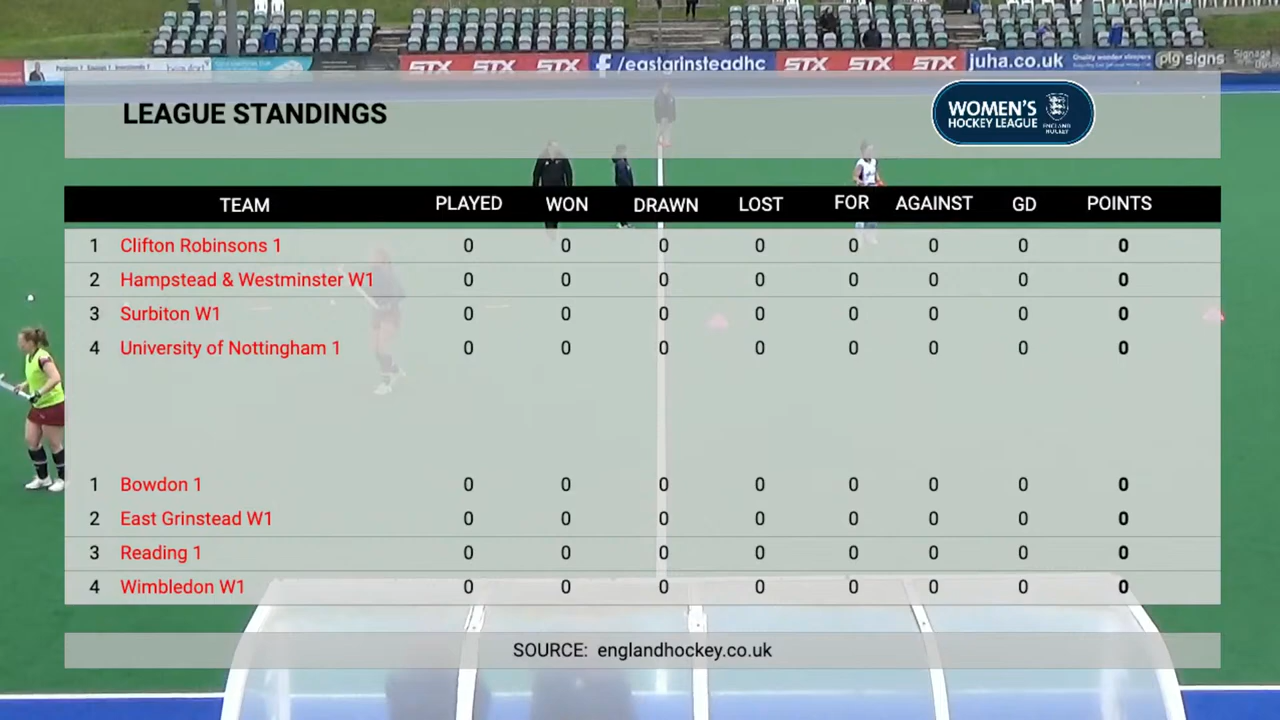 STX STX STX f/eastgrinsteadhc STX STX STX juha.co.uk plg signs
LEAGUE STANDINGS
WOMEN'S
HOCKEY LEAGUE
ENGLAND
HOCKEY
TEAM PLAYED WON DRAWN LOST FOR AGAINST GD POINTS
1 Clifton Robinsons 1 0 0 0 0 0 0 0 0
2 Hampstead & Westminster W1 0 0 0 0 0 0 0 0
3 Surbiton W1 0 0 0 0 0 0 0 0
4 University of Nottingham 1 0 0 0 0 0 0 0 0
1 Bowdon 1 0 0 0 0 0 0 0 0
2 East Grinstead W1 0 0 0 0 0 0 0 0
3 Reading 1 0 0 0 0 0 0 0 0
4 Wimbledon W1 0 0 0 0 0 0 0 0
SOURCE: englandhockey.co.uk